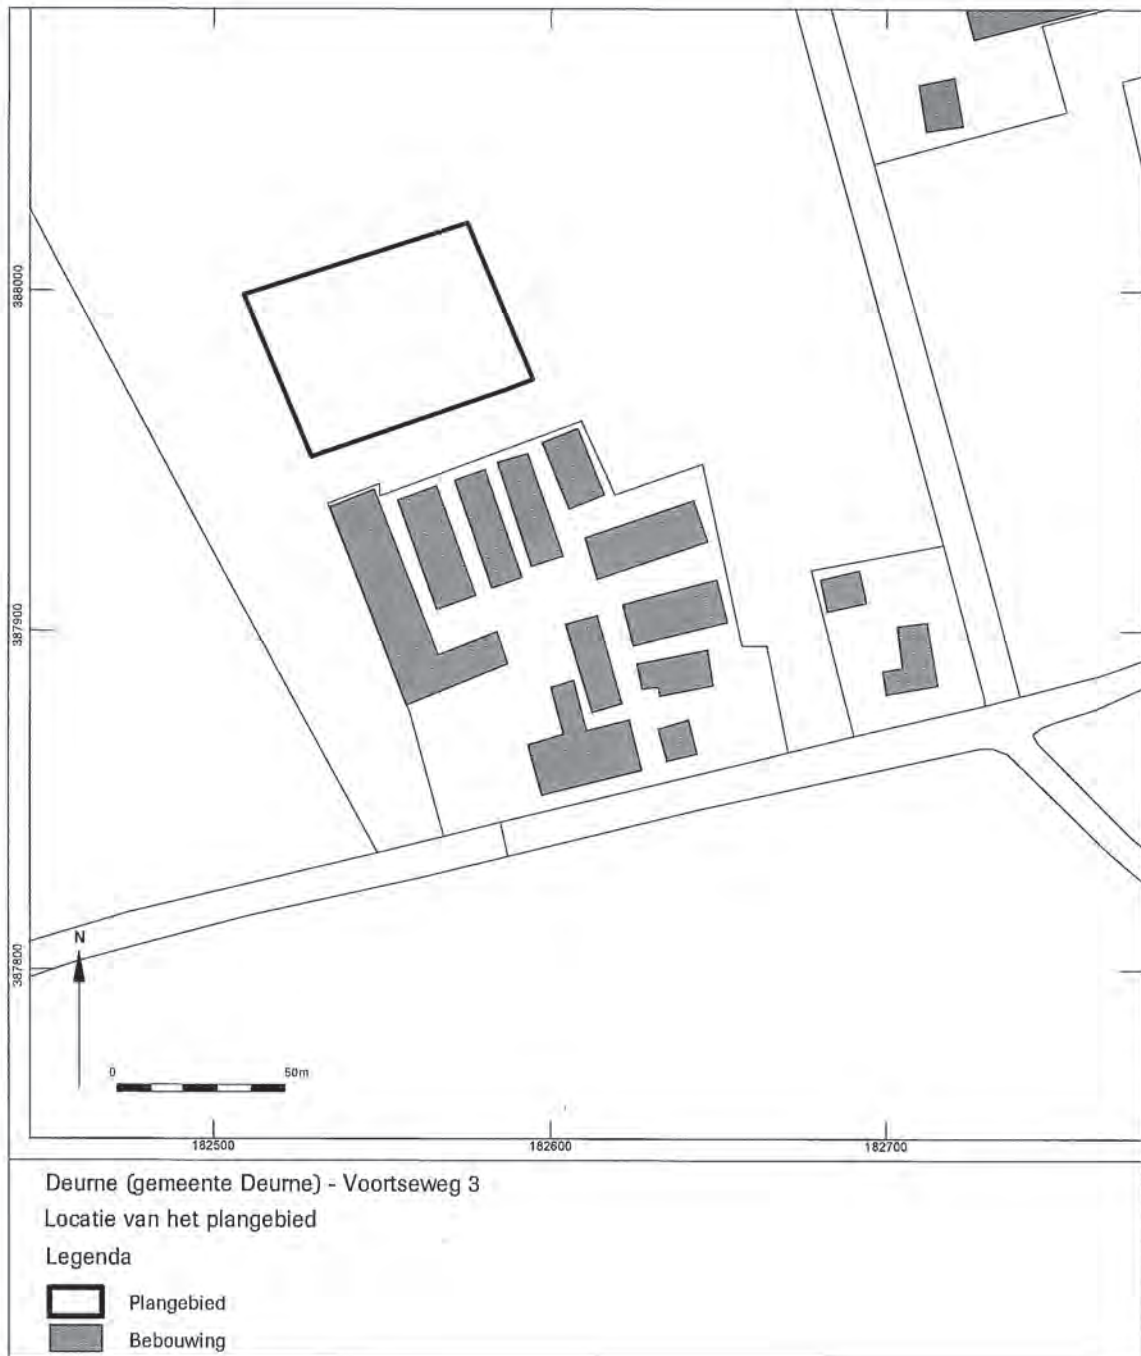 388000
387900
387800
N
0 50m
182500 182600 182700
Deurne (gemeente Deurne) - Voortseweg 3
Locatie van het plangebied
Legenda
Plangebied
Bebouwing